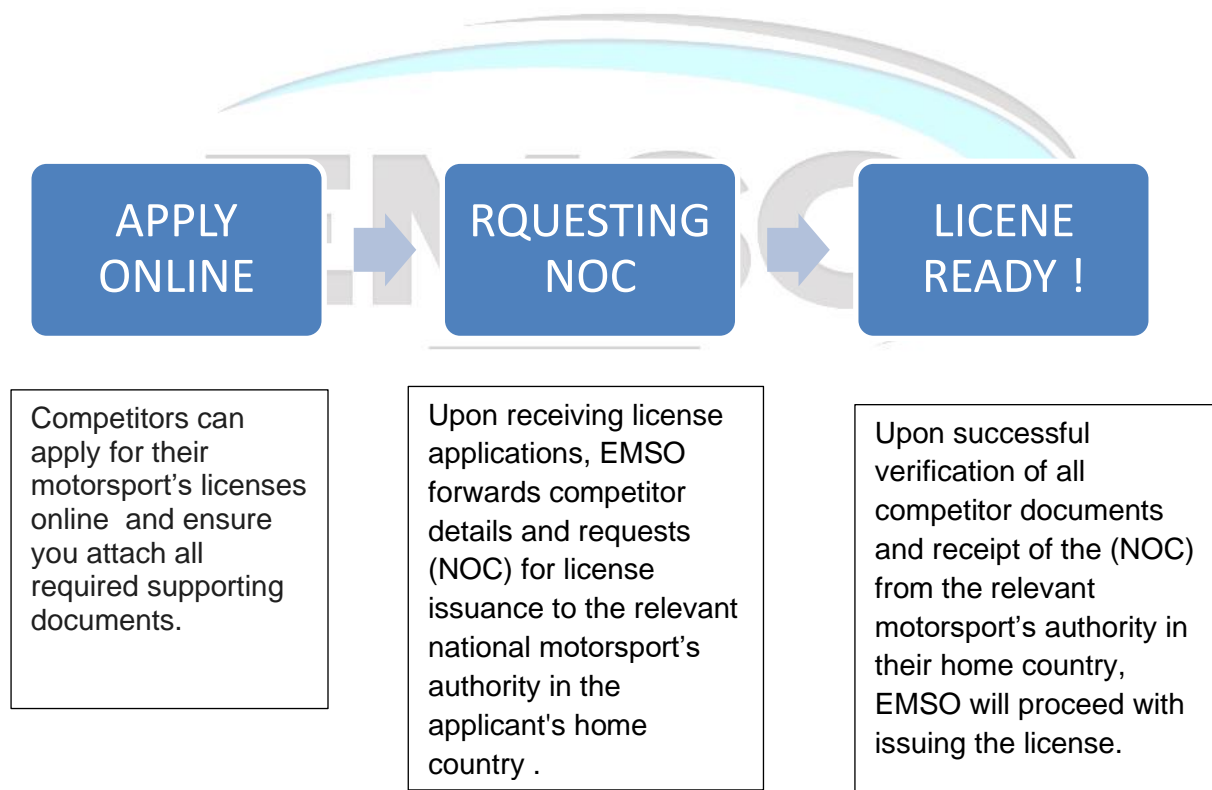 EMSO
APPLY
ONLINE
RQUESTING
NOC
LICENE
READY !
Competitors can
apply for their
motorsport’s licenses
online  and ensure
you attach all
required supporting
documents.
Upon receiving license
applications, EMSO
forwards competitor
details and requests
(NOC) for license
issuance to the relevant
national motorsport’s
authority in the
applicant's home
country .
Upon successful
verification of all
competitor documents
and receipt of the (NOC)
from the relevant
motorsport’s authority in
their home country,
EMSO will proceed with
issuing the license.